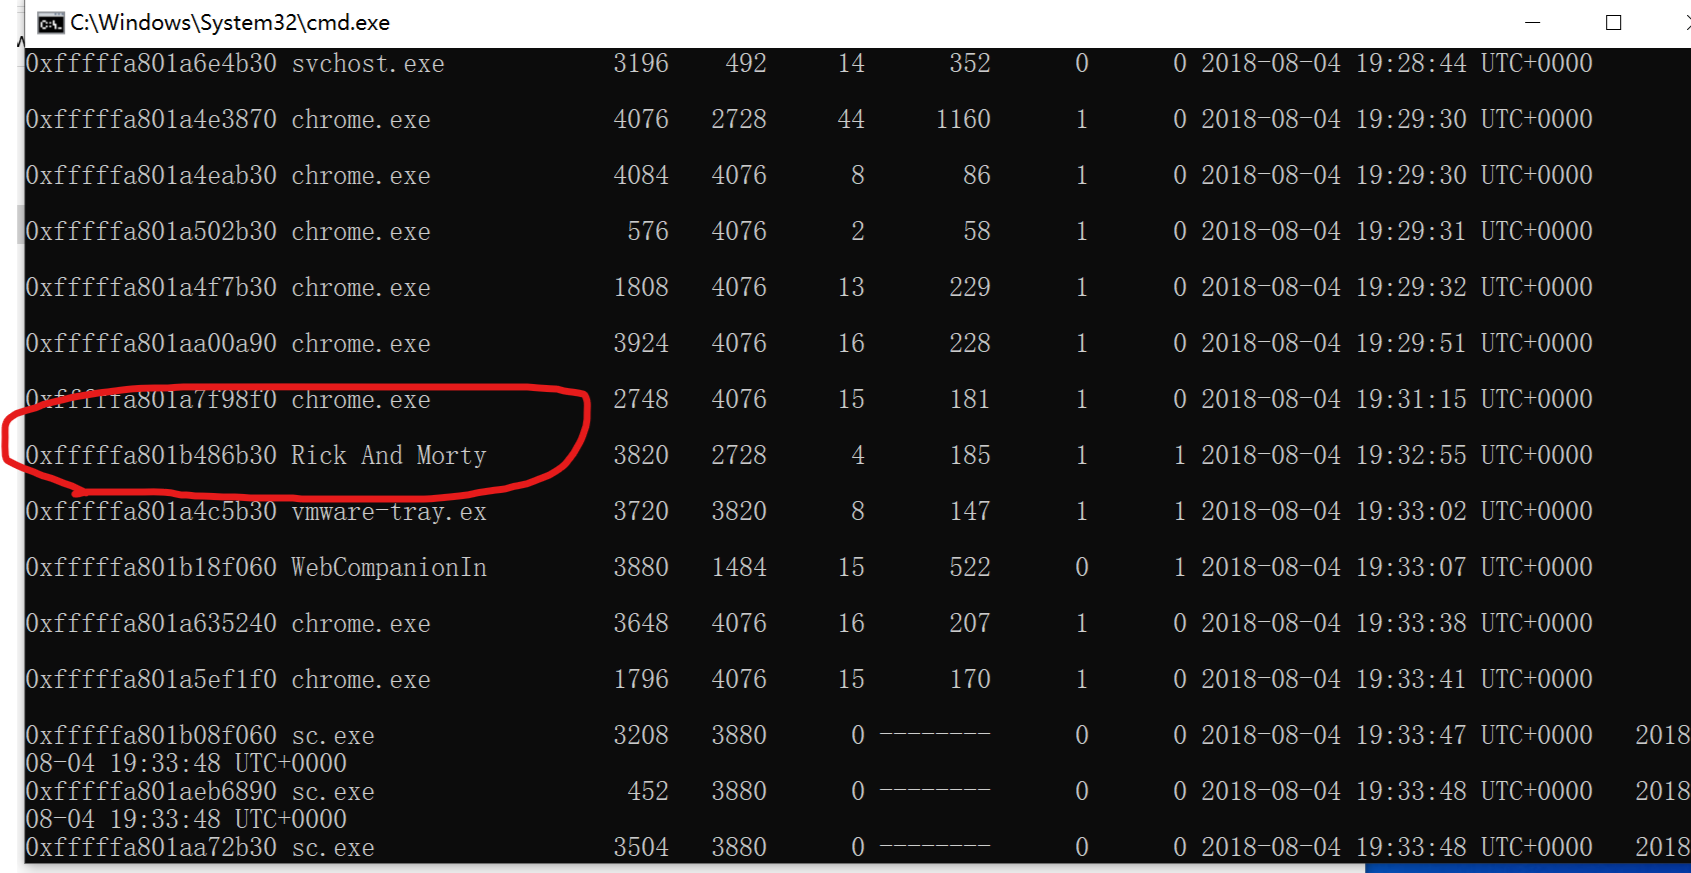 C:\Windows\System32\cmd.exe
0xfffffa801a6e4b30 svchost.exe 3196 492 14 352 0 0 2018-08-04 19:28:44 UTC+0000
0xfffffa801a4e3870 chrome.exe 4076 2728 44 1160 1 0 2018-08-04 19:29:30 UTC+0000
0xfffffa801a4eab30 chrome.exe 4084 4076 8 86 1 0 2018-08-04 19:29:30 UTC+0000
0xfffffa801a502b30 chrome.exe 576 4076 2 58 1 0 2018-08-04 19:29:31 UTC+0000
0xfffffa801a4f7b30 chrome.exe 1808 4076 13 229 1 0 2018-08-04 19:29:32 UTC+0000
0xfffffa801aa00a90 chrome.exe 3924 4076 16 228 1 0 2018-08-04 19:29:51 UTC+0000
0xfffffa801a7f98f0 chrome.exe 2748 4076 15 181 1 0 2018-08-04 19:31:15 UTC+0000
0xfffffa801b486b30 Rick And Morty 3820 2728 4 185 1 1 2018-08-04 19:32:55 UTC+0000
0xfffffa801a4c5b30 vmware-tray.ex 3720 3820 8 147 1 1 2018-08-04 19:33:02 UTC+0000
0xfffffa801b18f060 WebCompanionIn 3880 1484 15 522 0 1 2018-08-04 19:33:07 UTC+0000
0xfffffa801a635240 chrome.exe 3648 4076 16 207 1 0 2018-08-04 19:33:38 UTC+0000
0xfffffa801a5ef1f0 chrome.exe 1796 4076 15 170 1 0 2018-08-04 19:33:41 UTC+0000
0xfffffa801b08f060 sc.exe 3208 3880 0 -------- 0 0 2018-08-04 19:33:47 UTC+0000 2018
08-04 19:33:48 UTC+0000
0xfffffa801aeb6890 sc.exe 452 3880 0 -------- 0 0 2018-08-04 19:33:48 UTC+0000 2018
08-04 19:33:48 UTC+0000
0xfffffa801aa72b30 sc.exe 3504 3880 0 -------- 0 0 2018-08-04 19:33:48 UTC+0000 2018